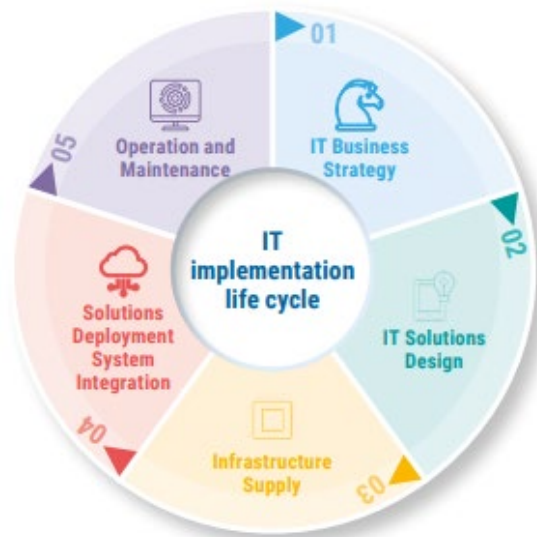 IT
implementation
life cycle
01
IT Business
Strategy
02
IT Solutions
Design
03
Infrastructure
Supply
04
Solutions
Deployment
System
Integration
05
Operation and
Maintenance